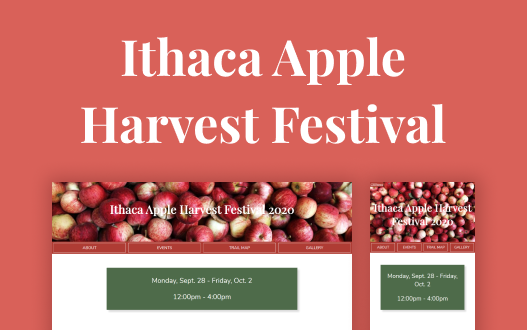 Ithaca Apple
Harvest Festival
Ithaca Apple Harvest Festival 2020
ABOUT
EVENTS
TRAIL MAP
GALLERY
Monday, Sept. 28 - Friday, Oct. 2
12:00pm - 4:00pm
Ithaca Apple Harvest
Festival 2020
ABOUT
EVENTS
TRAIL MAP
GALLERY
Monday, Sept. 28 - Friday,
Oct. 2
12:00pm - 4:00pm